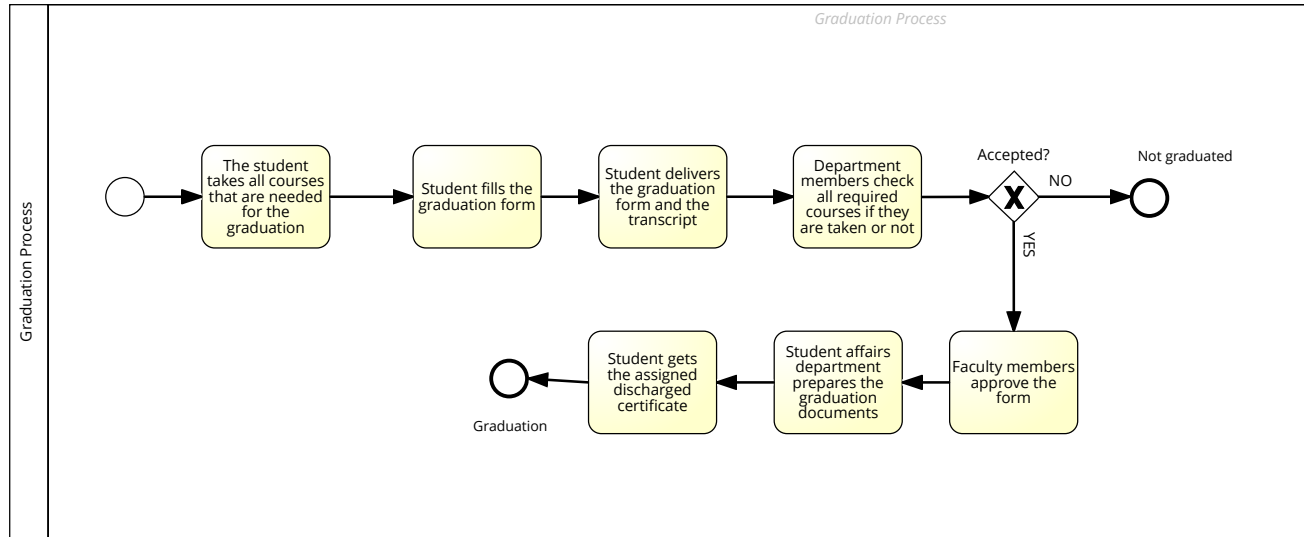 Graduation Process
Graduation Process
The student
takes all courses
that are needed
for the
graduation
Student fills the
graduation form
Student delivers
the graduation
form and the
transcript
Department
members check
all required
courses if they
are taken or not
Accepted?
X
NO
Not graduated
YES
Faculty members
approve the
form
Student affairs
department
prepares the
graduation
documents
Student gets
the assigned
discharged
certificate
Graduation